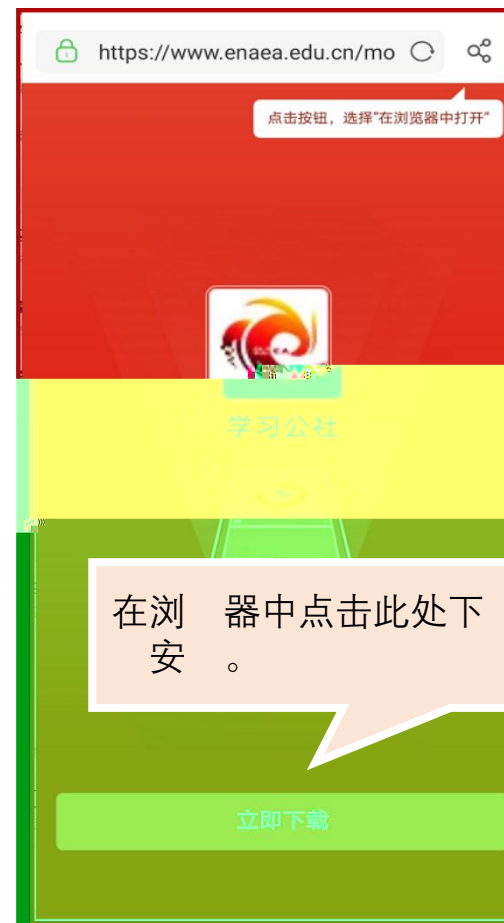 https://www.enaea.edu.cn/mo
点击按钮，选择"在浏览器中打开"
学习公社
在浏 器中点击此处下
安 。
立即下载